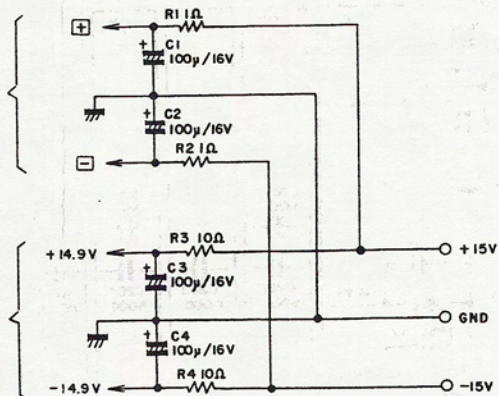 R1 1Ω
+
+ C1
100μ/16V
+ C2
100μ/16V
R2 1Ω
−
R3 10Ω
+14.9V
+15V
+ C3
100μ/16V
GND
+ C4
100μ/16V
R4 10Ω
−14.9V
−15V